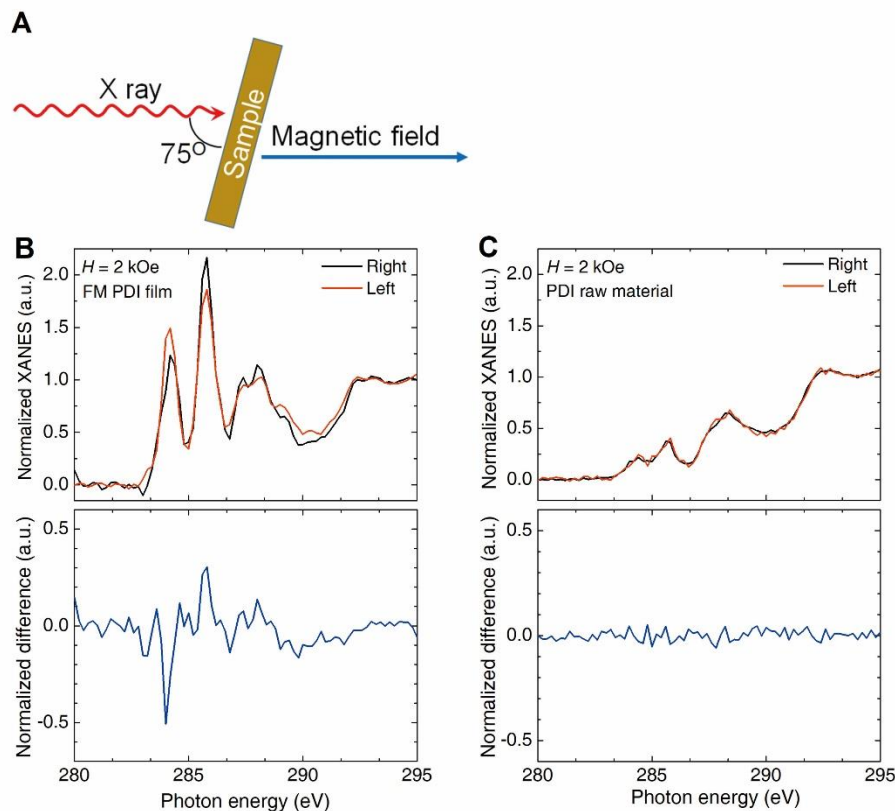 A
X ray
75°
Sample
Magnetic field
B
H = 2 kOe
FM PDI film
Right
Left
Normalized XANES (a.u.)
2.0
1.5
1.0
0.5
0.0
Normalized difference (a.u.)
0.5
0.0
-0.5
280
285
290
295
Photon energy (eV)
C
H = 2 kOe
PDI raw material
Right
Left
Normalized XANES (a.u.)
2.0
1.5
1.0
0.5
0.0
Normalized difference (a.u.)
0.5
0.0
-0.5
280
285
290
295
Photon energy (eV)